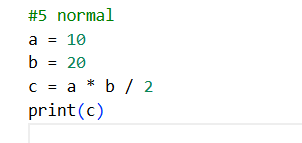 #5 normal
a = 10
b = 20
c = a * b / 2
print(c)